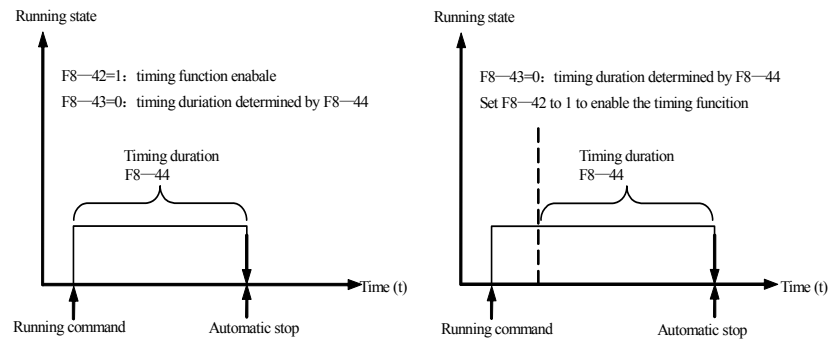 Running state
F8—42=1: timing function enabale
F8—43=0: timing duriation determined by F8—44
Timing duration
F8—44
Time (t)
Running command
Automatic stop
Running state
F8—43=0: timing duration determined by F8—44
Set F8—42 to 1 to enable the timing funcition
Timing duration
F8—44
Time (t)
Running command
Automatic stop